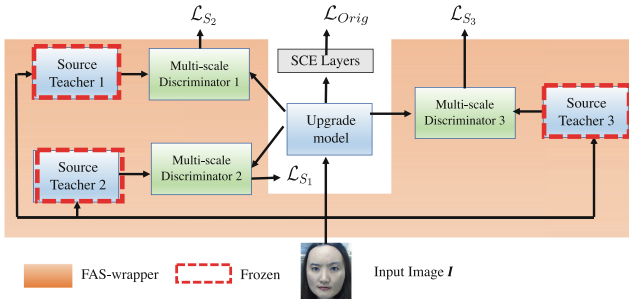 𝓛_{S_2}
𝓛_{Orig}
𝓛_{S_3}
Source
Teacher 1
Multi-scale
Discriminator 1
SCE Layers
Upgrade
model
Multi-scale
Discriminator 3
Source
Teacher 3
Source
Teacher 2
Multi-scale
Discriminator 2
𝓛_{S_1}
FAS-wrapper
Frozen
Input Image I